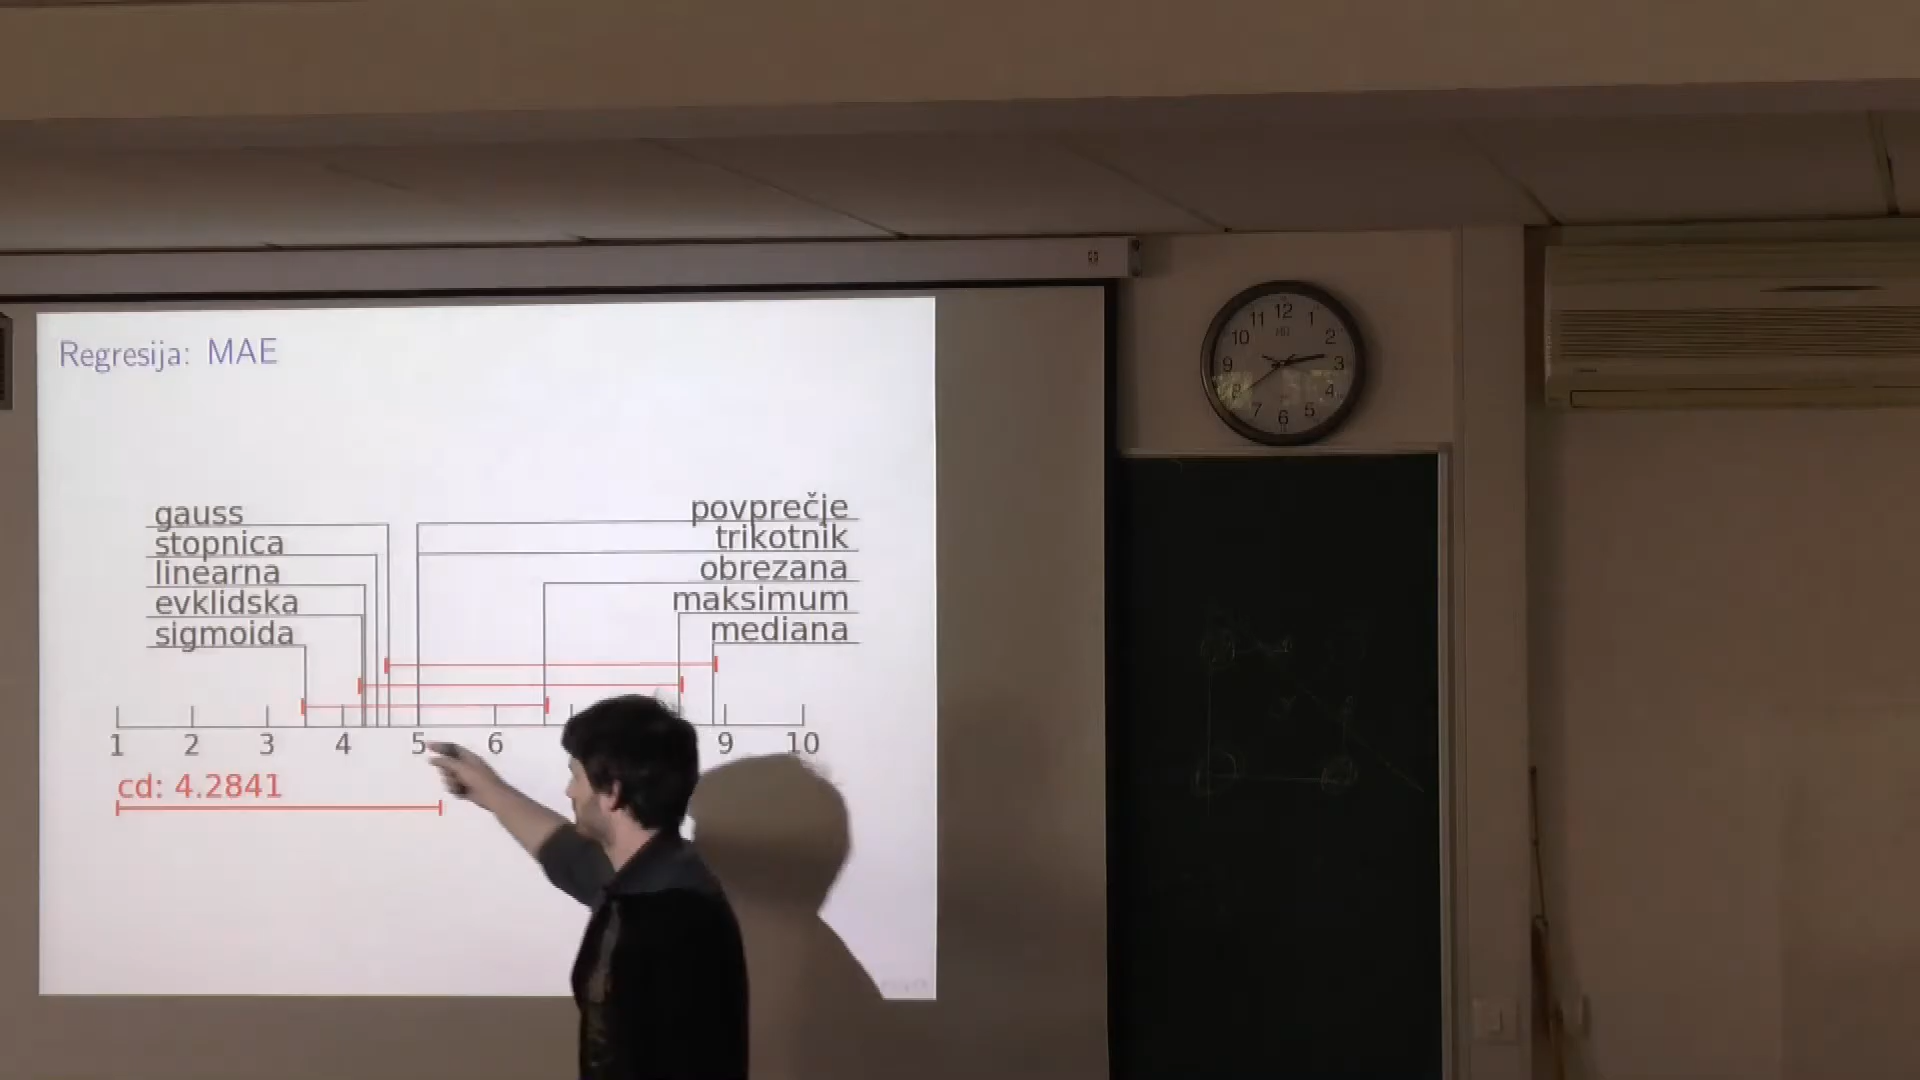 Regresija: MAE
gauss
stopnica
linearna
evklidska
sigmoida
povprečje
trikotnik
obrezana
maksimum
mediana
1 2 3 4 5 6 9 10
cd: 4.2841
12 1 2 3 4 5 6 7 8 9 10 11